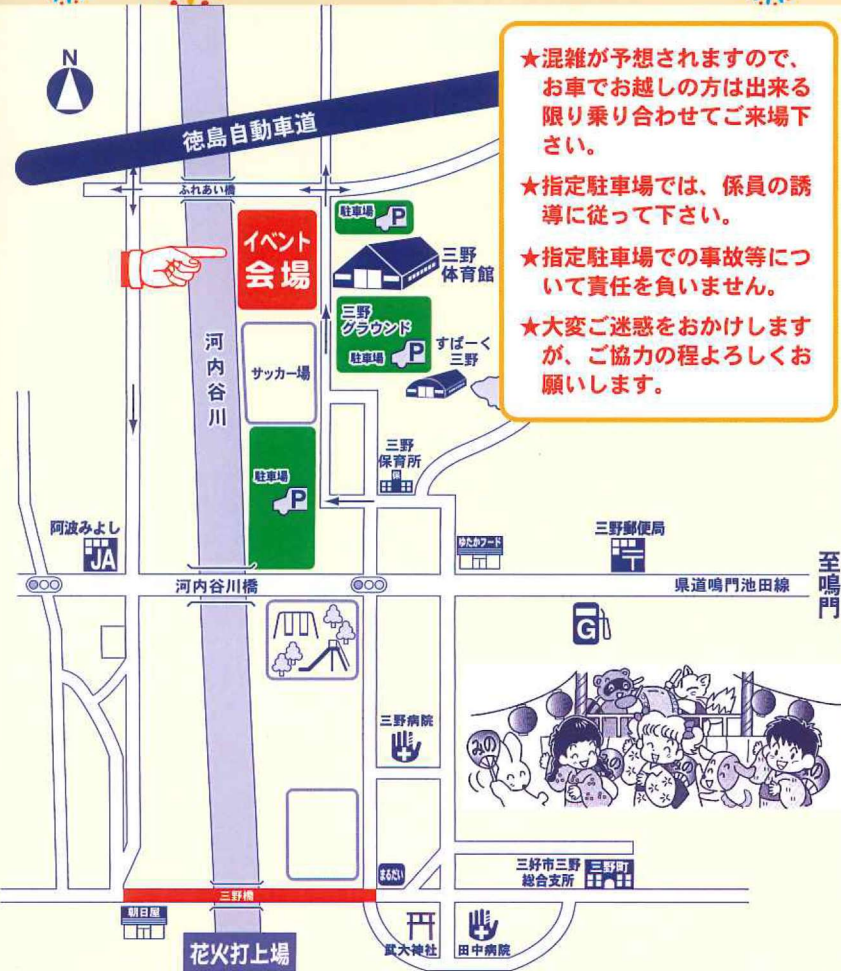 N
徳島自動車道
★混雑が予想されますので、
お車でお越しの方は出来る
限り乗り合わせてご来場下
さい。
★指定駐車場では、係員の誘
導に従って下さい。
★指定駐車場での事故等につ
いて責任を負いません。
★大変ご迷惑をおかけします
が、ご協力の程よろしくお
願いします。
ふれあい橋
駐車場 P
イベント
会場
三野
体育館
三野
グラウンド
駐車場 P
すぱーく
三野
河内谷川
サッカー場
三野
保育所
駐車場
P
阿波みよし
JA
ゆたかフード
三野郵便局
〒
至鳴門
河内谷川橋
県道鳴門池田線
G
みの
みの
三野病院
まるだい
三好市三野
総合支所
三野町
三野橋
朝日屋
武大神社
田中病院
花火打上場